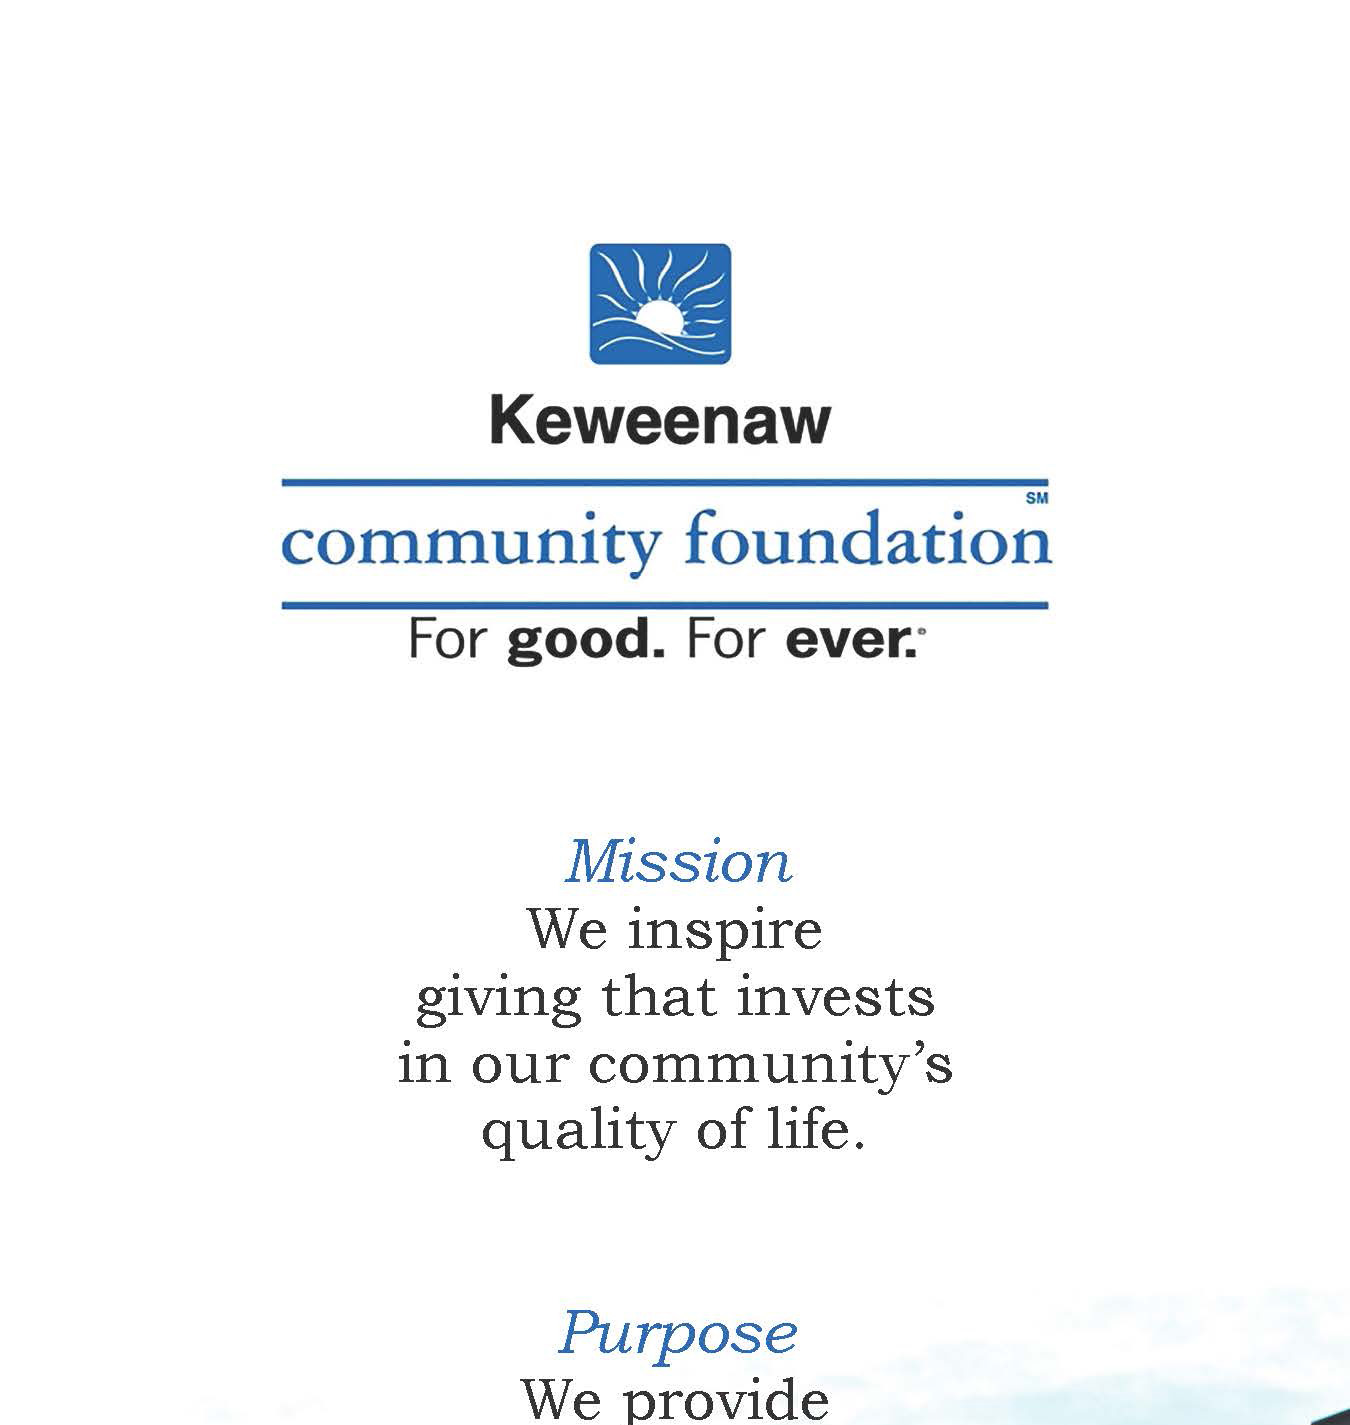 Keweenaw
SM
community foundation
For good. For ever.®
Mission
We inspire
giving that invests
in our community’s
quality of life.
Purpose
We provide